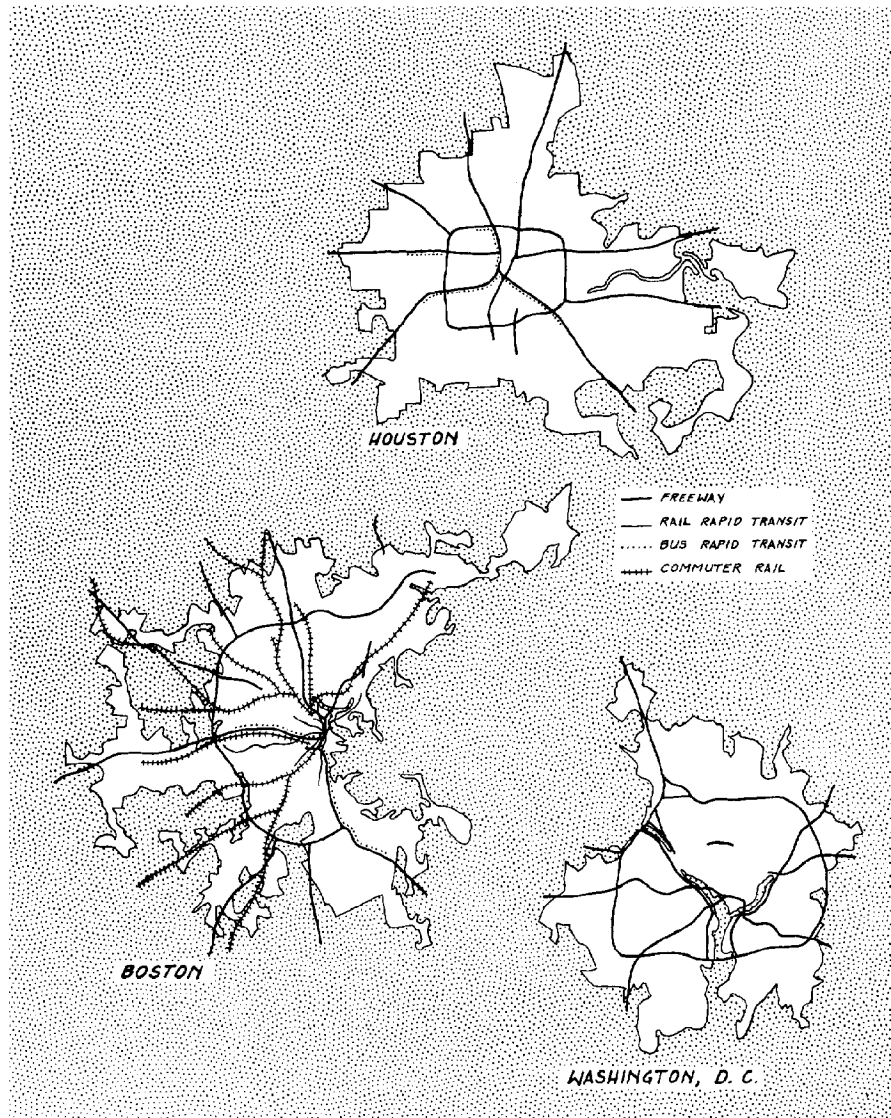 HOUSTON
FREEWAY
RAIL RAPID TRANSIT
BUS RAPID TRANSIT
COMMUTER RAIL
BOSTON
WASHINGTON, D. C.